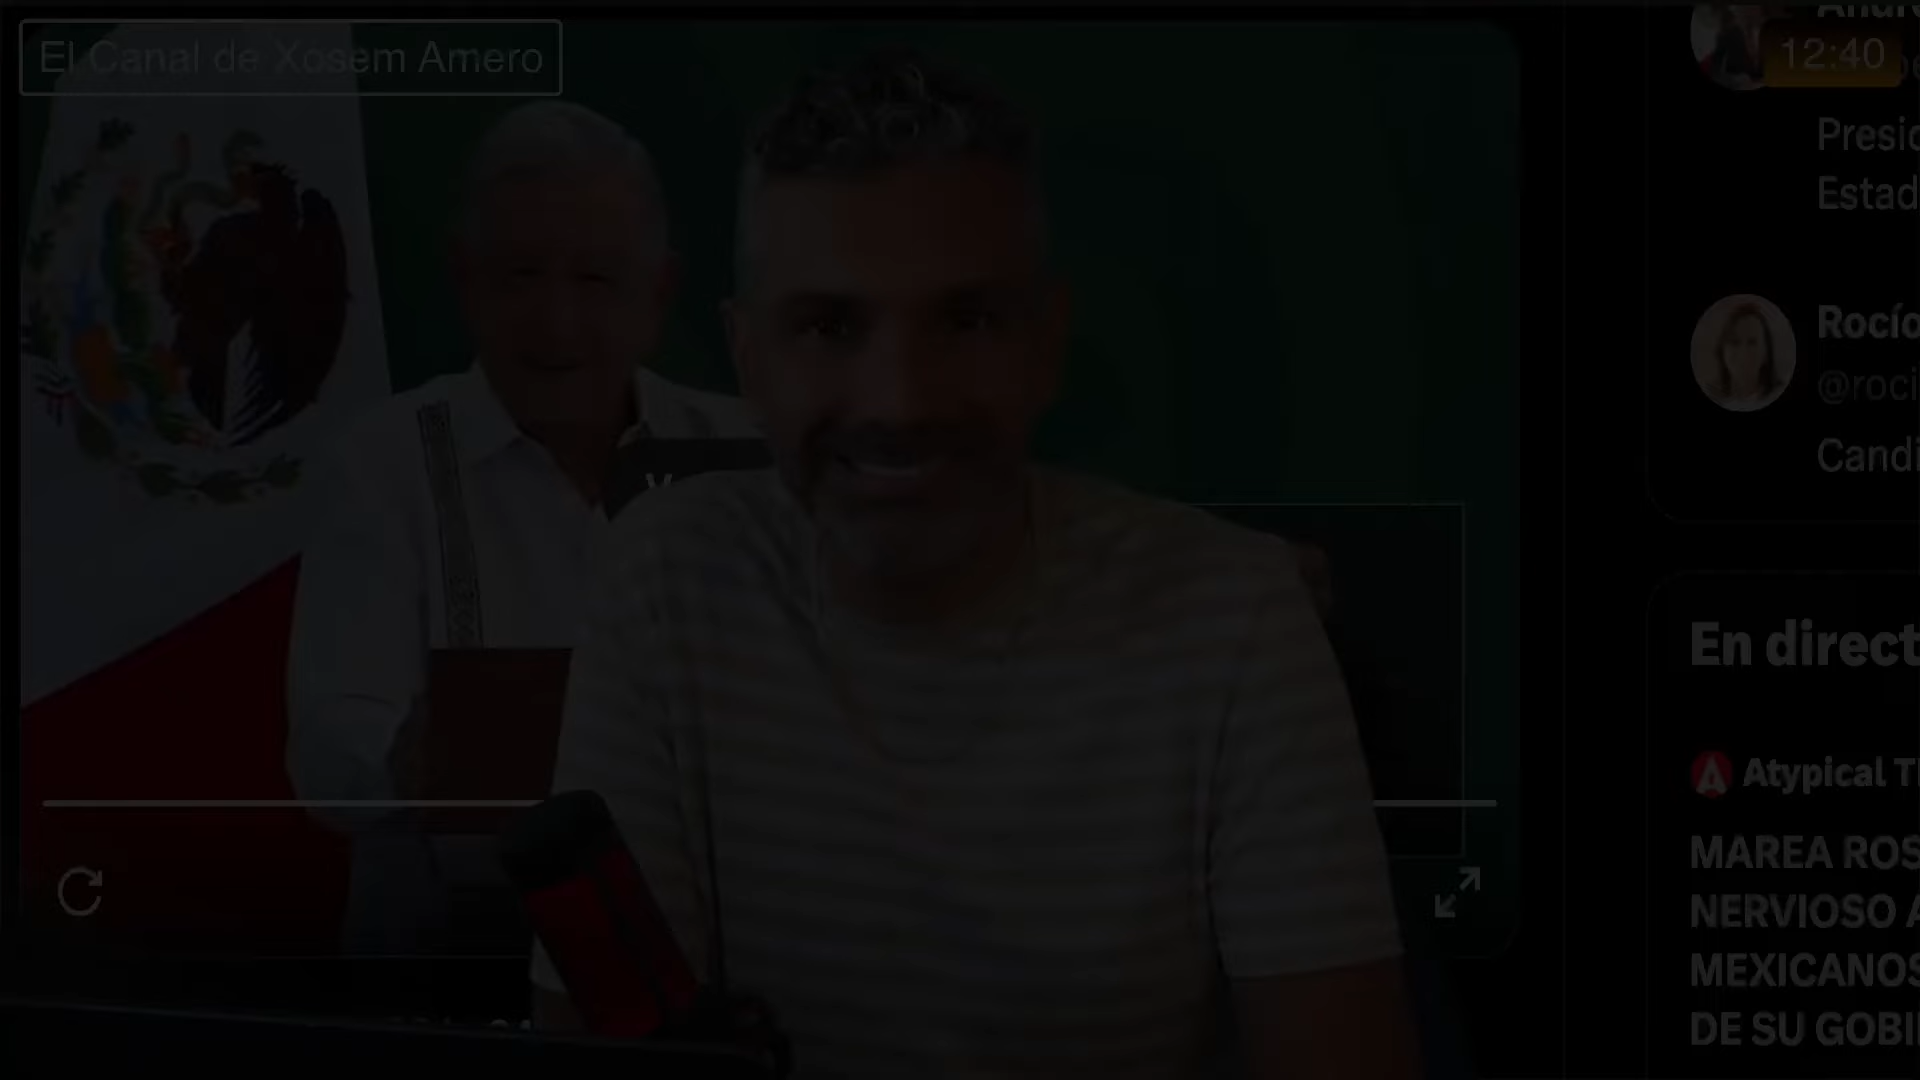 El Canal de Xosem Amero
12:40
Presid
Estad
Rocío
@roci
Candi
En direct
Atypical T
MAREA ROS
NERVIOSO A
MEXICANOS
DE SU GOBI